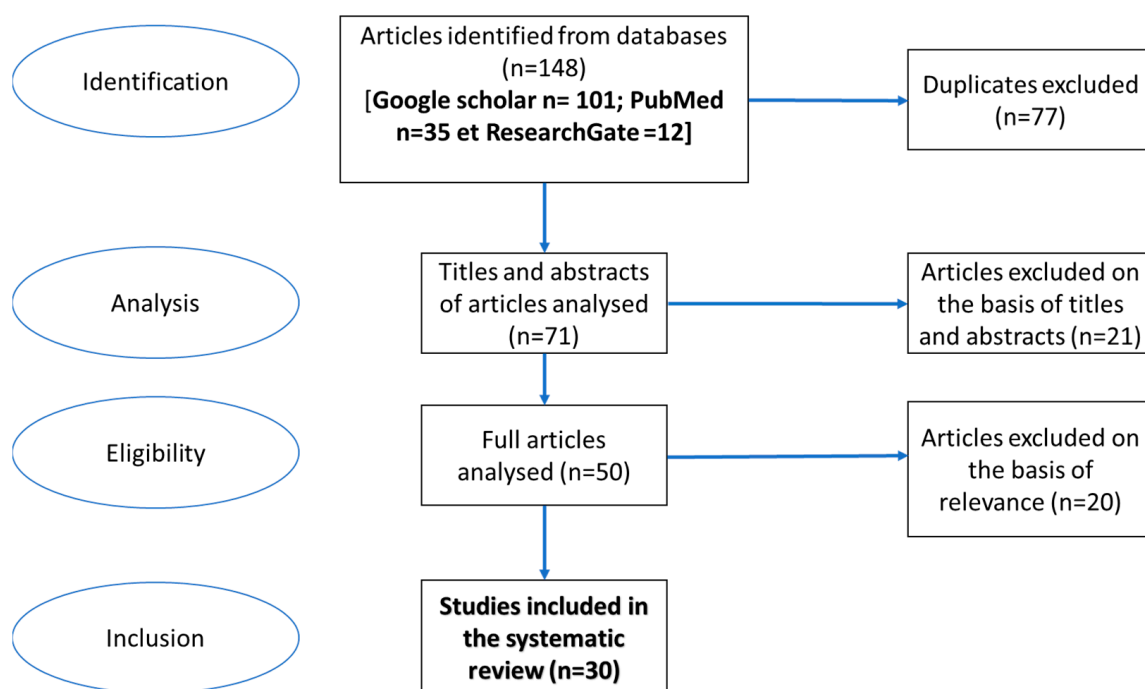 Identification
Articles identified from databases
(n=148)
[Google scholar n= 101; PubMed
n=35 et ResearchGate =12]
Duplicates excluded
(n=77)
Analysis
Titles and abstracts
of articles analysed
(n=71)
Articles excluded on
the basis of titles
and abstracts (n=21)
Eligibility
Full articles
analysed (n=50)
Articles excluded on
the basis of
relevance (n=20)
Inclusion
Studies included in
the systematic
review (n=30)